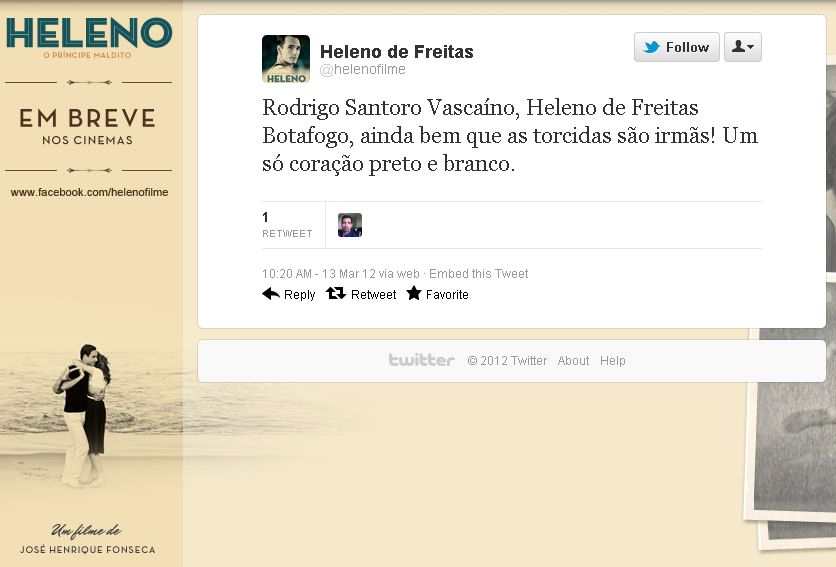 HELENO
O PRÍNCIPE MALDITO
EM BREVE
NOS CINEMAS
www.facebook.com/helenofilme
Um filme de
JOSÉ HENRIQUE FONSECA
HELENO
Heleno de Freitas
@helenofilme
Follow
Rodrigo Santoro Vascaíno, Heleno de Freitas
Botafogo, ainda bem que as torcidas são irmãs! Um
só coração preto e branco.
1
RETWEET
10:20 AM - 13 Mar 12 via web · Embed this Tweet
Reply Retweet Favorite
twitter © 2012 Twitter About Help